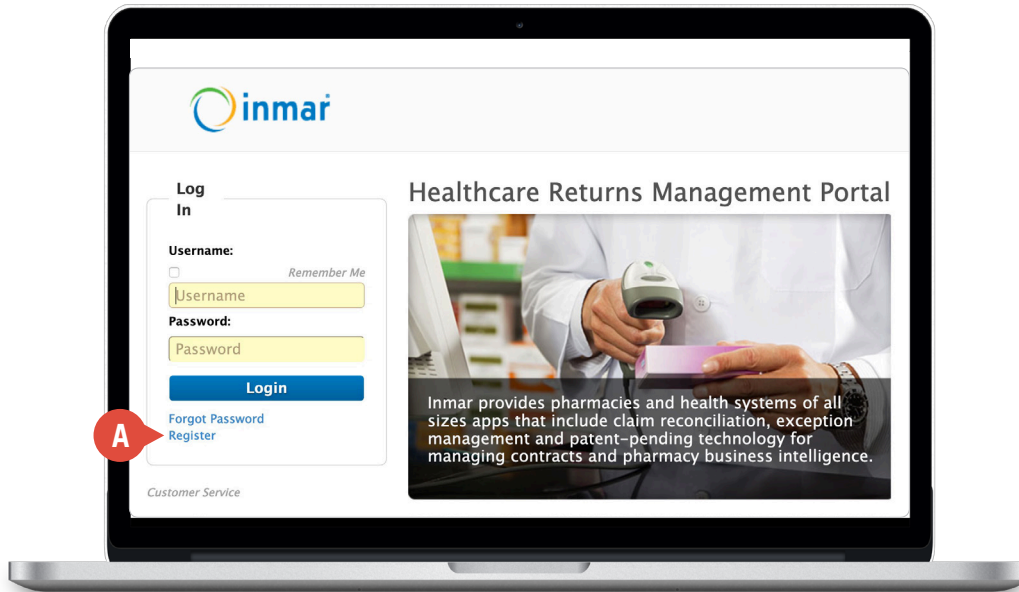 inmar
Log
In
Username:
Remember Me
Username
Password:
Password
Login
Forgot Password
Register
A
Customer Service
Healthcare Returns Management Portal
Inmar provides pharmacies and health systems of all
sizes apps that include claim reconciliation, exception
management and patent-pending technology for
managing contracts and pharmacy business intelligence.